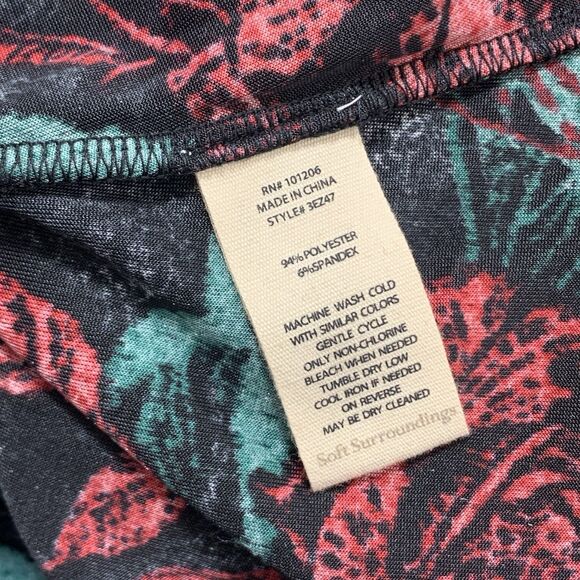 RN# 101206
MADE IN CHINA
STYLE# 3EZ47
94%POLYESTER
6%SPANDEX
MACHINE WASH COLD
WITH SIMILAR COLORS
GENTLE CYCLE
ONLY NON-CHLORINE
BLEACH WHEN NEEDED
TUMBLE DRY LOW
COOL IRON IF NEEDED
ON REVERSE
MAY BE DRY CLEANED
Soft Surroundings